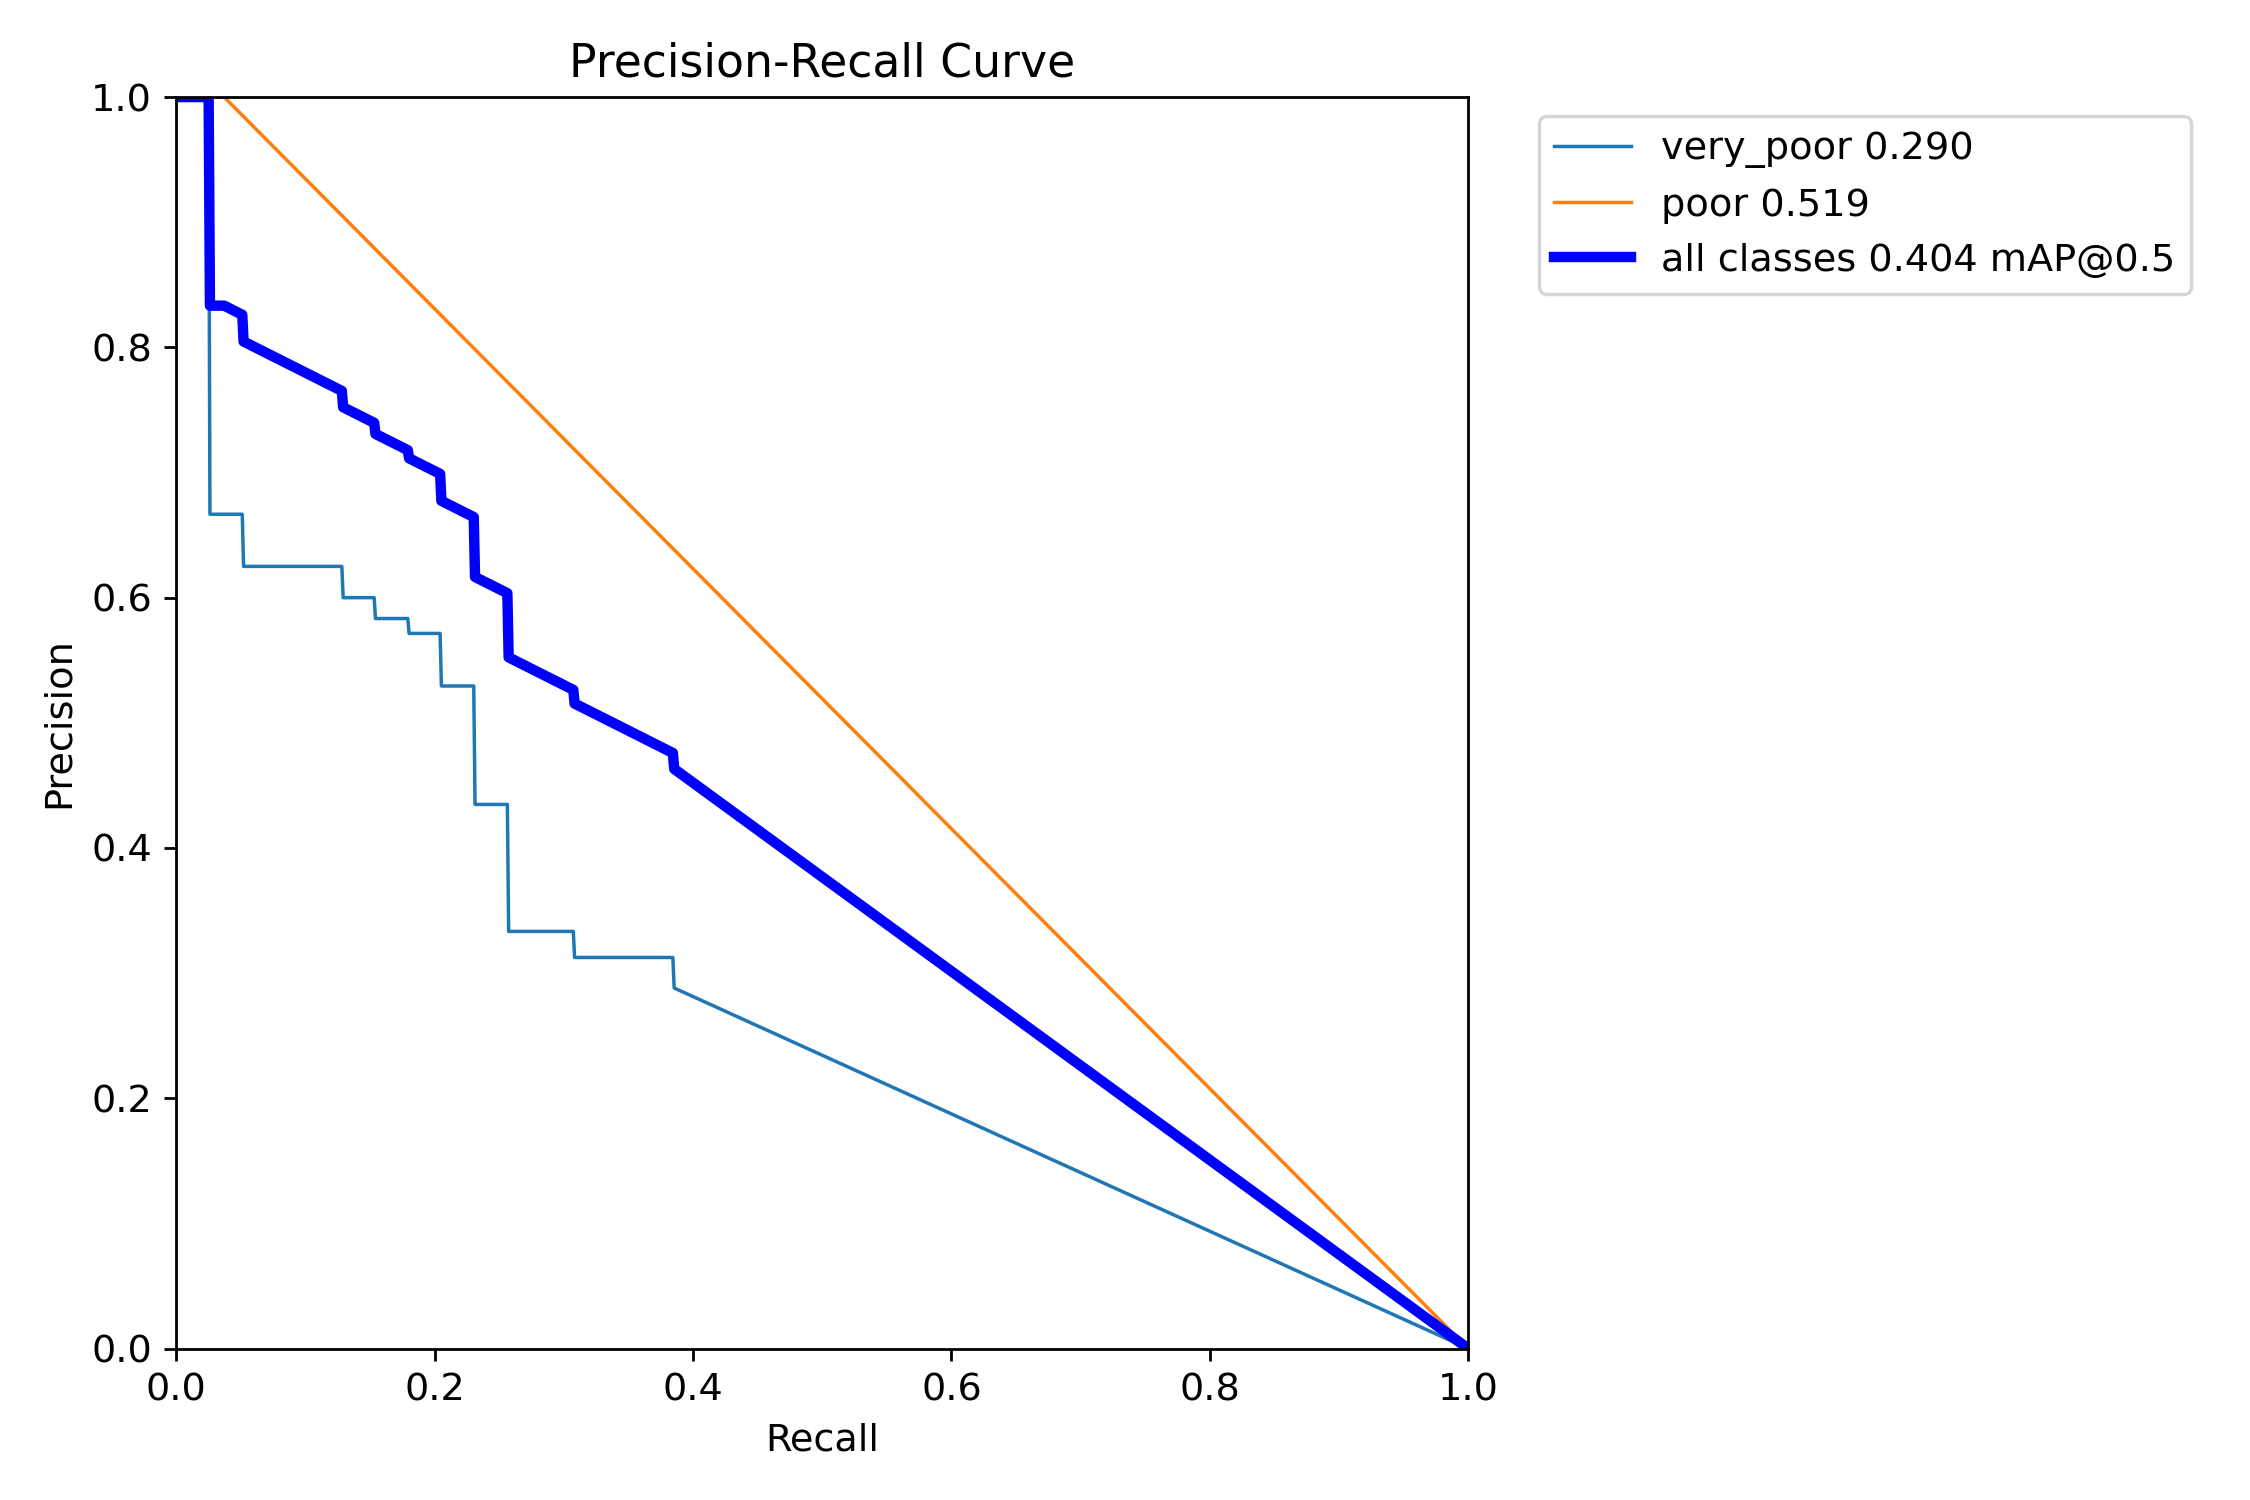 Precision-Recall Curve
very_poor 0.290
poor 0.519
all classes 0.404 mAP@0.5
1.0
0.8
0.6
0.4
0.2
0.0
Precision
0.0 0.2 0.4 0.6 0.8 1.0
Recall